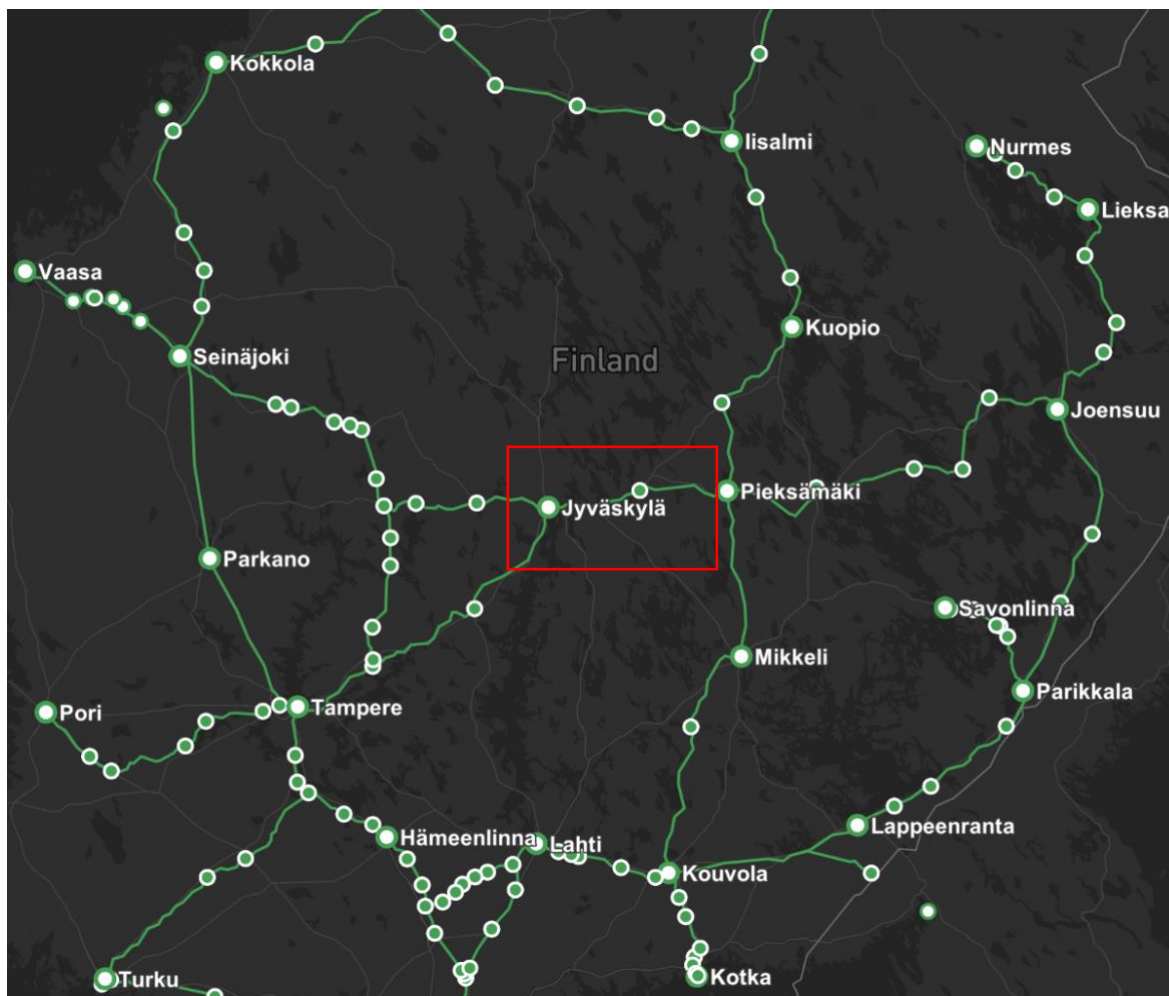 Kokkola
Iisalmi
Nurmes
Lieksa
Vaasa
Kuopio
Seinäjoki
Finland
Joensuu
Pieksämäki
Jyväskylä
Parkano
Savonlinna
Mikkeli
Parikkala
Tampere
Pori
Lappeenranta
Hämeenlinna
Lahti
Kouvola
Turku
Kotka